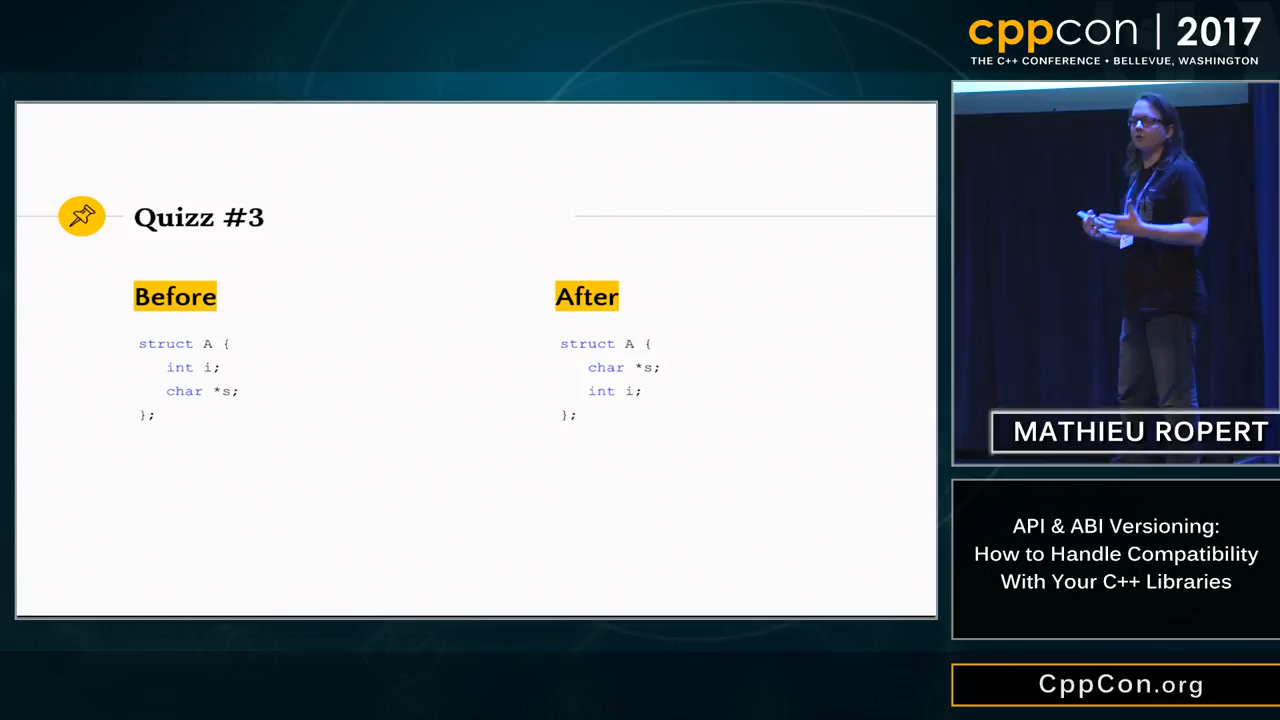 cppcon | 2017
THE C++ CONFERENCE • BELLEVUE, WASHINGTON
Quizz #3
Before
struct A {
int i;
char *s;
};
After
struct A {
char *s;
int i;
};
MATHIEU ROPERT
API & ABI Versioning:
How to Handle Compatibility
With Your C++ Libraries
CppCon.org